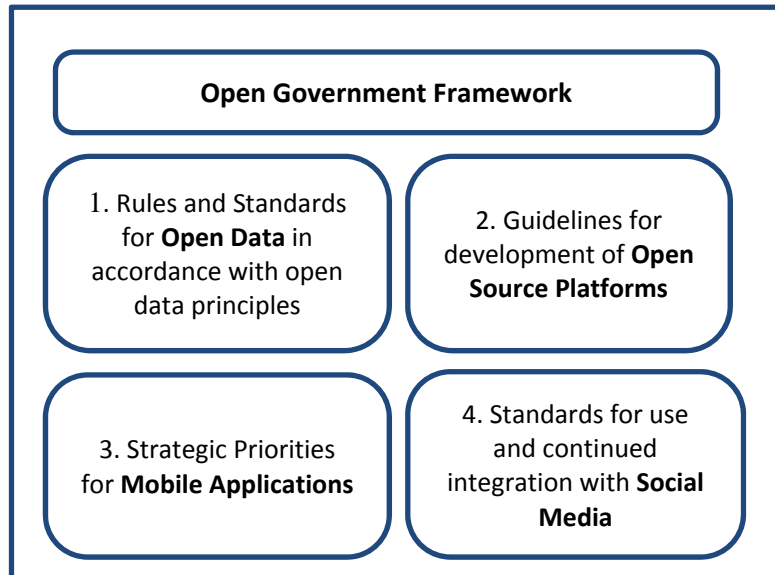 Open Government Framework
1. Rules and Standards
for Open Data in
accordance with open
data principles
2. Guidelines for
development of Open
Source Platforms
3. Strategic Priorities
for Mobile Applications
4. Standards for use
and continued
integration with Social
Media